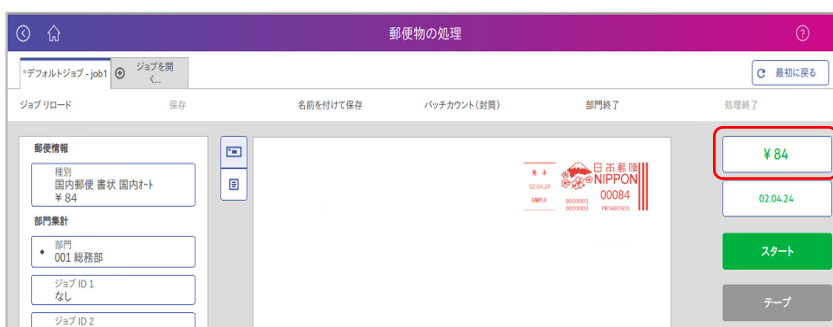 郵便物の処理
*デフォルトジョブ - job1
ジョブを開
く...
最初に戻る
ジョブ リロード
保存
名前を付けて保存
バッチカウント(封筒)
部門終了
処理終了
郵便情報
種別
国内郵便 書状 国内オート
¥ 84
部門集計
部門
001 総務部
ジョブ ID 1
なし
ジョブ ID 2
見 本
02.04.24
SAMPLE
日本郵便
NIPPON
00084
0000000
0000000 PB1400503
¥ 84
02.04.24
スタート
テープ